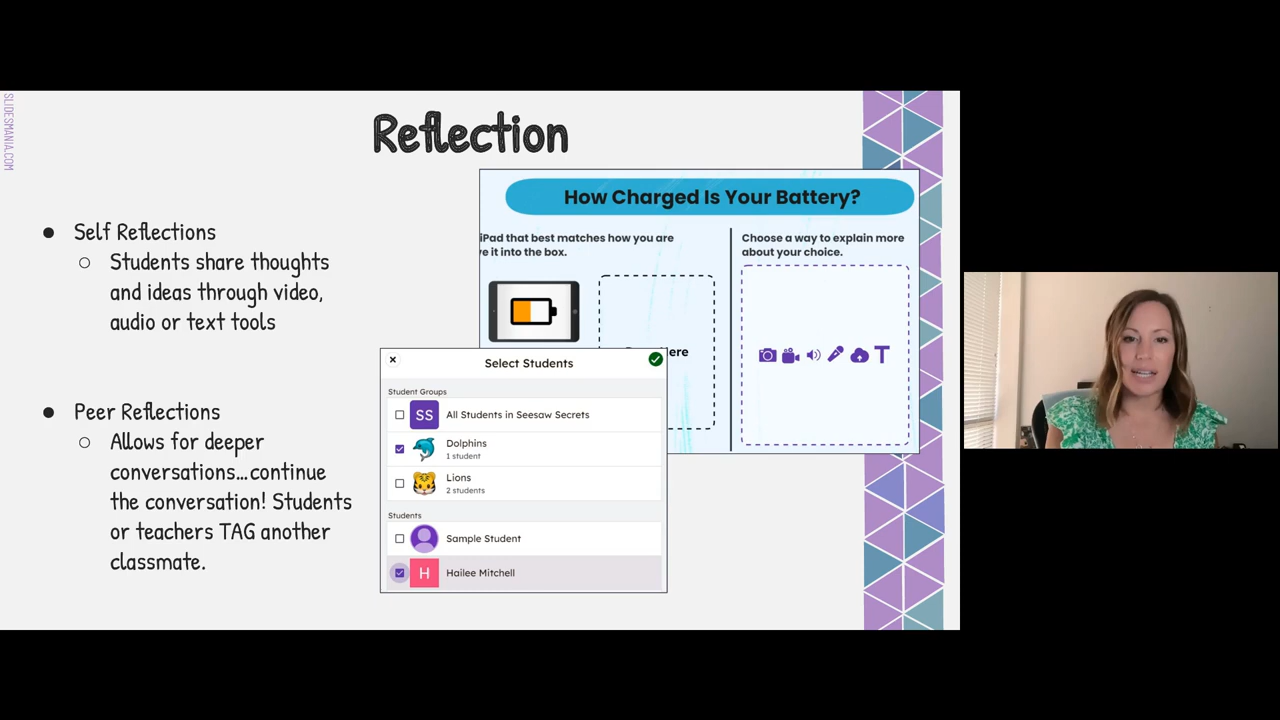 SLIDESMANIA.COM
Reflection
● Self Reflections
○ Students share thoughts
and ideas through video,
audio or text tools
● Peer Reflections
○ Allows for deeper
conversations...continue
the conversation! Students
or teachers TAG another
classmate.
How Charged Is Your Battery?
iPad that best matches how you are
e it into the box.
Choose a way to explain more
about your choice.
ere
T
Select Students
Student Groups
SS All Students in Seesaw Secrets
Dolphins
1 student
Lions
2 students
Students
Sample Student
H Hailee Mitchell